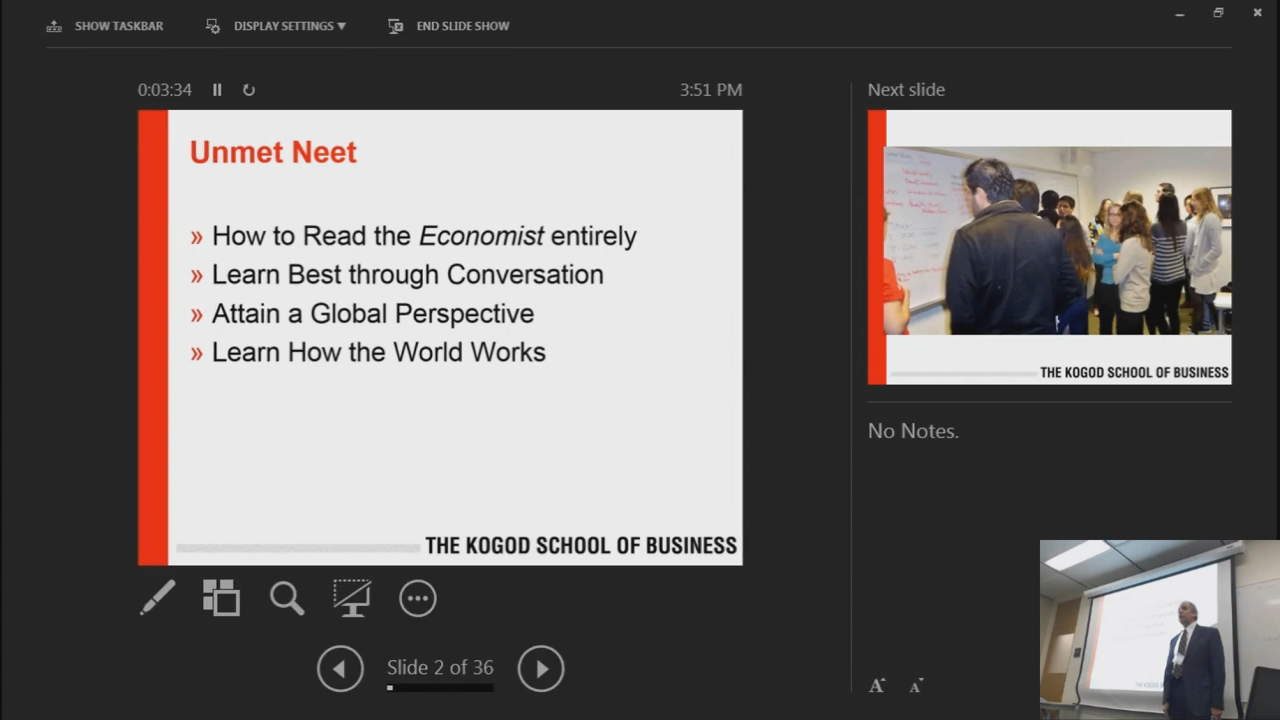 SHOW TASKBAR
DISPLAY SETTINGS ▼
END SLIDE SHOW
0:03:34
3:51 PM
Unmet Neet
» How to Read the Economist entirely
» Learn Best through Conversation
» Attain a Global Perspective
» Learn How the World Works
THE KOGOD SCHOOL OF BUSINESS
Slide 2 of 36
Next slide
THE KOGOD SCHOOL OF BUSINESS
No Notes.
A A